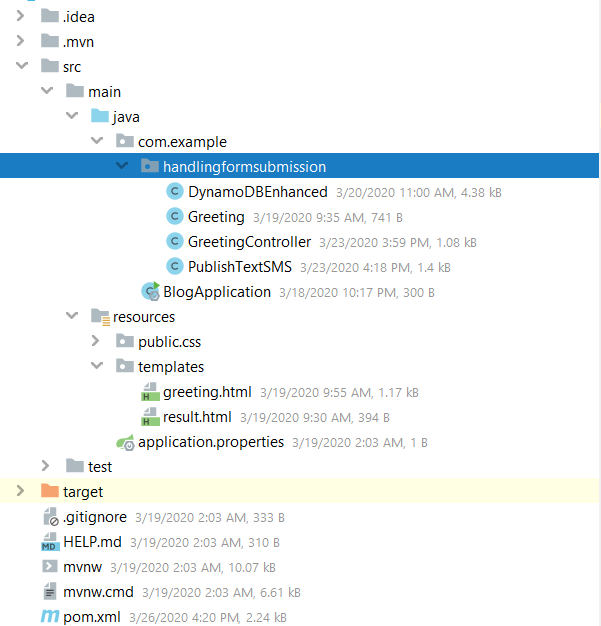 .idea
.mvn
src
main
java
com.example
handlingformsubmission
C DynamoDBEnhanced 3/20/2020 11:00 AM, 4.38 kB
C Greeting 3/19/2020 9:35 AM, 741 B
C GreetingController 3/23/2020 3:59 PM, 1.08 kB
C PublishTextSMS 3/23/2020 4:18 PM, 1.4 kB
C BlogApplication 3/18/2020 10:17 PM, 300 B
resources
public.css
templates
H greeting.html 3/19/2020 9:55 AM, 1.17 kB
H result.html 3/19/2020 9:30 AM, 394 B
application.properties 3/19/2020 2:03 AM, 1 B
test
target
.gitignore 3/19/2020 2:03 AM, 333 B
MD HELP.md 3/19/2020 2:03 AM, 310 B
mvnw 3/19/2020 2:03 AM, 10.07 kB
mvnw.cmd 3/19/2020 2:03 AM, 6.61 kB
m pom.xml 3/26/2020 4:20 PM, 2.24 kB